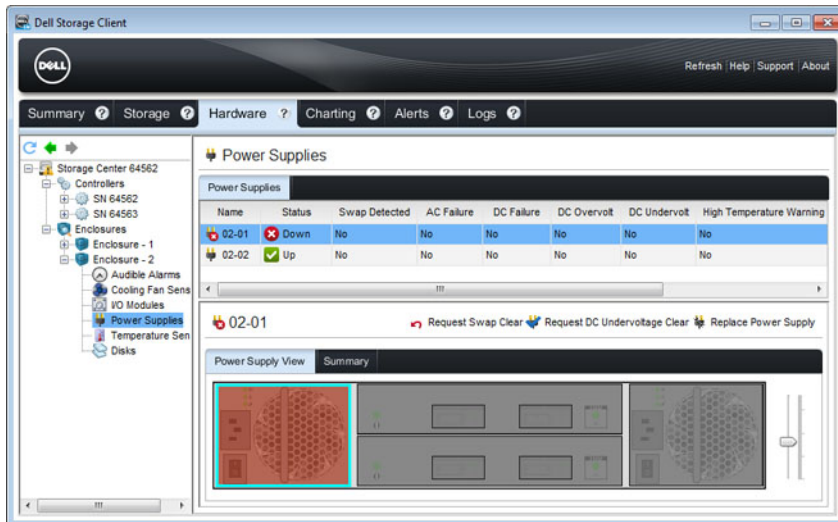 Dell Storage Client
DELL
Refresh Help Support About
Summary ? Storage ? Hardware ? Charting ? Alerts ? Logs ?
Storage Center 64562
Controllers
SN 64562
SN 64563
Enclosures
Enclosure - 1
Enclosure - 2
Audible Alarms
Cooling Fan Sens
I/O Modules
Power Supplies
Temperature Sen
Disks
Power Supplies
Power Supplies
Name Status Swap Detected AC Failure DC Failure DC Overvolt DC Undervolt High Temperature Warning
02-01 Down No No No No No No
02-02 Up No No No No No No
02-01 Request Swap Clear Request DC Undervoltage Clear Replace Power Supply
Power Supply View Summary